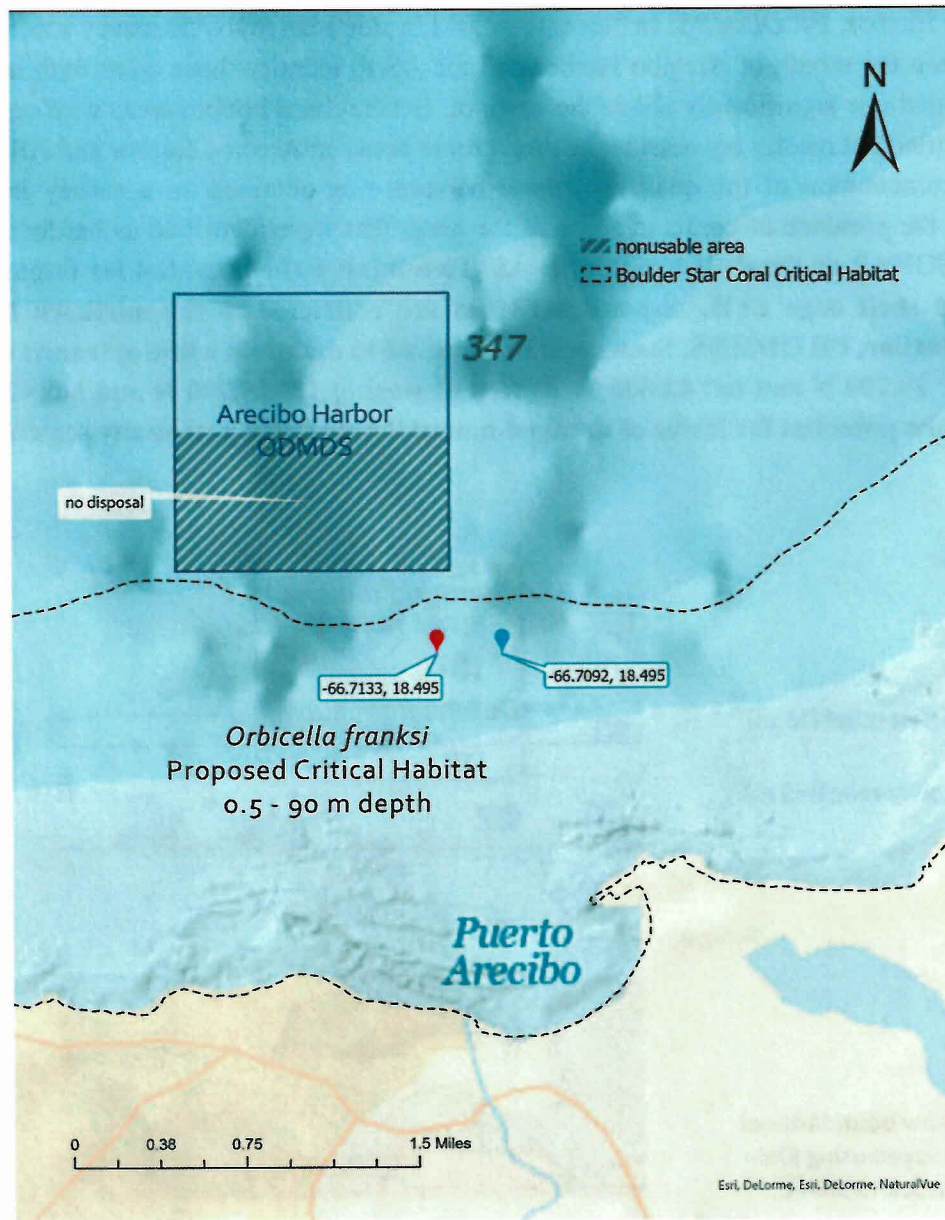 N
nonusable area
Boulder Star Coral Critical Habitat
347
Arecibo Harbor
ODMDS
no disposal
-66.7133, 18.495
-66.7092, 18.495
Orbicella franksi
Proposed Critical Habitat
0.5 - 90 m depth
Puerto
Arecibo
0 0.38 0.75 1.5 Miles
Esri, DeLorme, Esri, DeLorme, NaturalVue